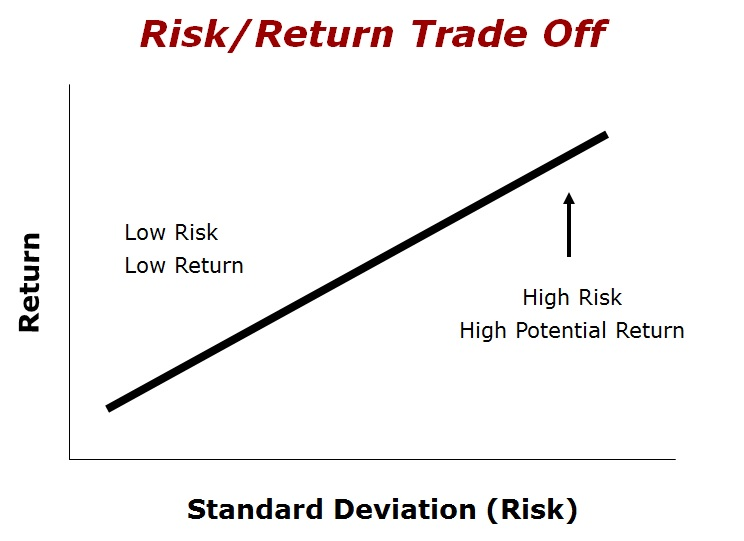 Risk/Return Trade Off
Low Risk
Low Return
Return
High Risk
High Potential Return
Standard Deviation (Risk)